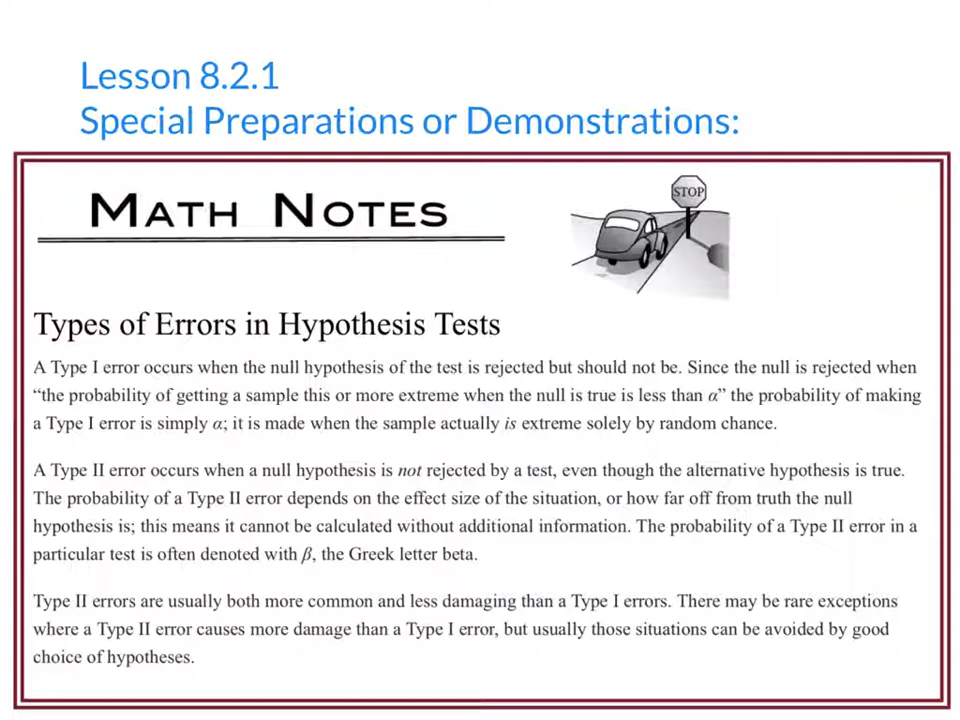 Lesson 8.2.1
Special Preparations or Demonstrations:
MATH NOTES
STOP
Types of Errors in Hypothesis Tests
A Type I error occurs when the null hypothesis of the test is rejected but should not be. Since the null is rejected when
“the probability of getting a sample this or more extreme when the null is true is less than α” the probability of making
a Type I error is simply α; it is made when the sample actually is extreme solely by random chance.
A Type II error occurs when a null hypothesis is not rejected by a test, even though the alternative hypothesis is true.
The probability of a Type II error depends on the effect size of the situation, or how far off from truth the null
hypothesis is; this means it cannot be calculated without additional information. The probability of a Type II error in a
particular test is often denoted with β, the Greek letter beta.
Type II errors are usually both more common and less damaging than a Type I errors. There may be rare exceptions
where a Type II error causes more damage than a Type I error, but usually those situations can be avoided by good
choice of hypotheses.